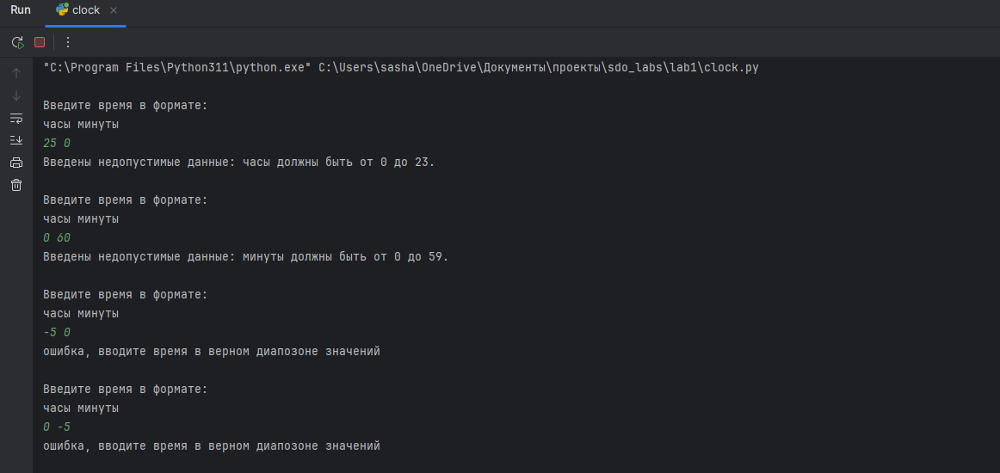 Run clock
"C:\Program Files\Python311\python.exe" C:\Users\sasha\OneDrive\Документы\проекты\sdo_labs\lab1\clock.py
Введите время в формате:
часы минуты
25 0
Введены недопустимые данные: часы должны быть от 0 до 23.
Введите время в формате:
часы минуты
0 60
Введены недопустимые данные: минуты должны быть от 0 до 59.
Введите время в формате:
часы минуты
-5 0
ошибка, вводите время в верном диапозоне значений
Введите время в формате:
часы минуты
0 -5
ошибка, вводите время в верном диапозоне значений